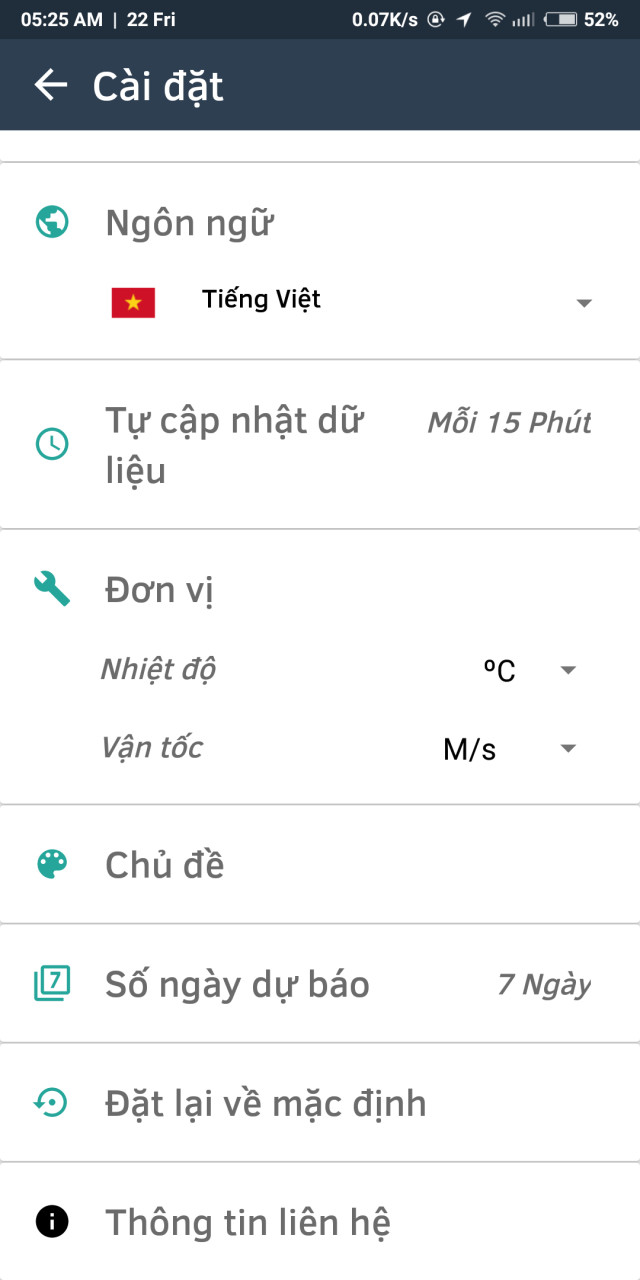 05:25 AM | 22 Fri 0.07K/s 52%
Cài đặt
Ngôn ngữ
Tiếng Việt
Tự cập nhật dữ Mỗi 15 Phút
liệu
Đơn vị
Nhiệt độ ºC
Vận tốc M/s
Chủ đề
7 Số ngày dự báo 7 Ngày
Đặt lại về mặc định
Thông tin liên hệ